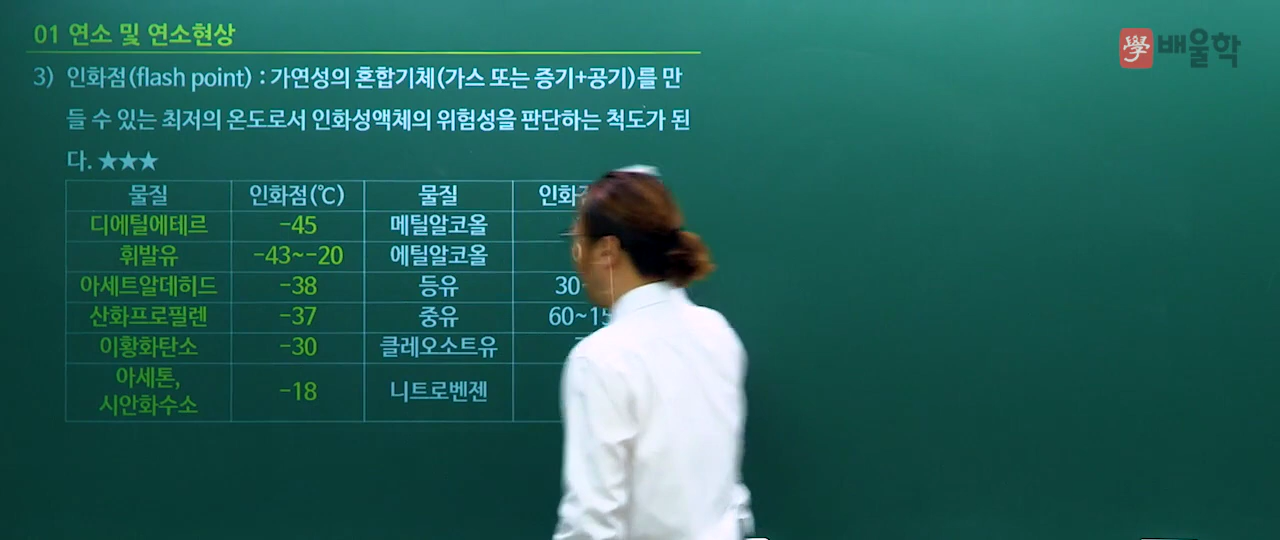 01 연소 및 연소현상
學 배울학
3) 인화점(flash point) : 가연성의 혼합기체(가스 또는 증기+공기)를 만
들 수 있는 최저의 온도로서 인화성액체의 위험성을 판단하는 척도가 된
다. ★★★
물질 인화점(℃) 물질
디에틸에테르 -45 메틸알코올
휘발유 -43~-20 에틸알코올
아세트알데히드 -38 등유
산화프로필렌 -37 중유
이황화탄소 -30 클레오소트유
아세톤,
시안화수소 -18 니트로벤젠